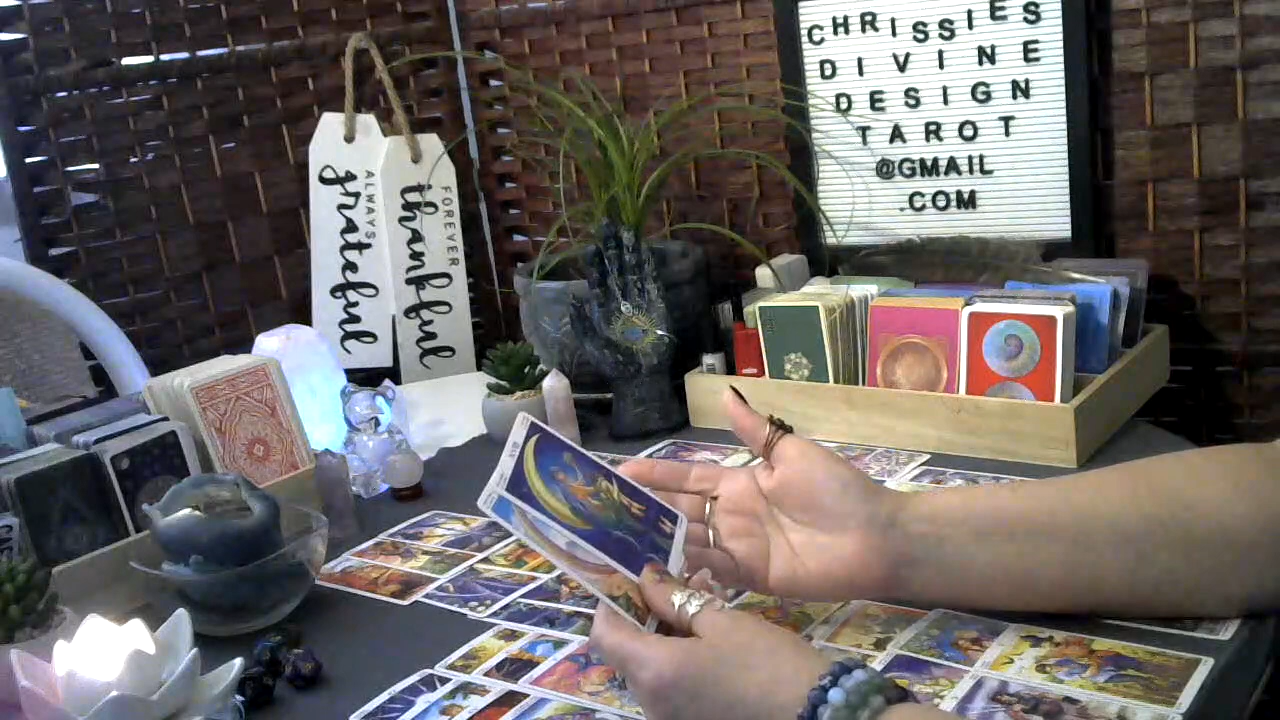 CHRISSIES
DIVINE
DESIGN
TAROT
@GMAIL
.COM
ALWAYS
grateful
FOREVER
thankful